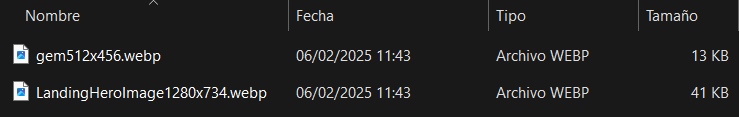 Nombre Fecha Tipo Tamaño
gem512x456.webp 06/02/2025 11:43 Archivo WEBP 13 KB
LandingHeroImage1280x734.webp 06/02/2025 11:43 Archivo WEBP 41 KB